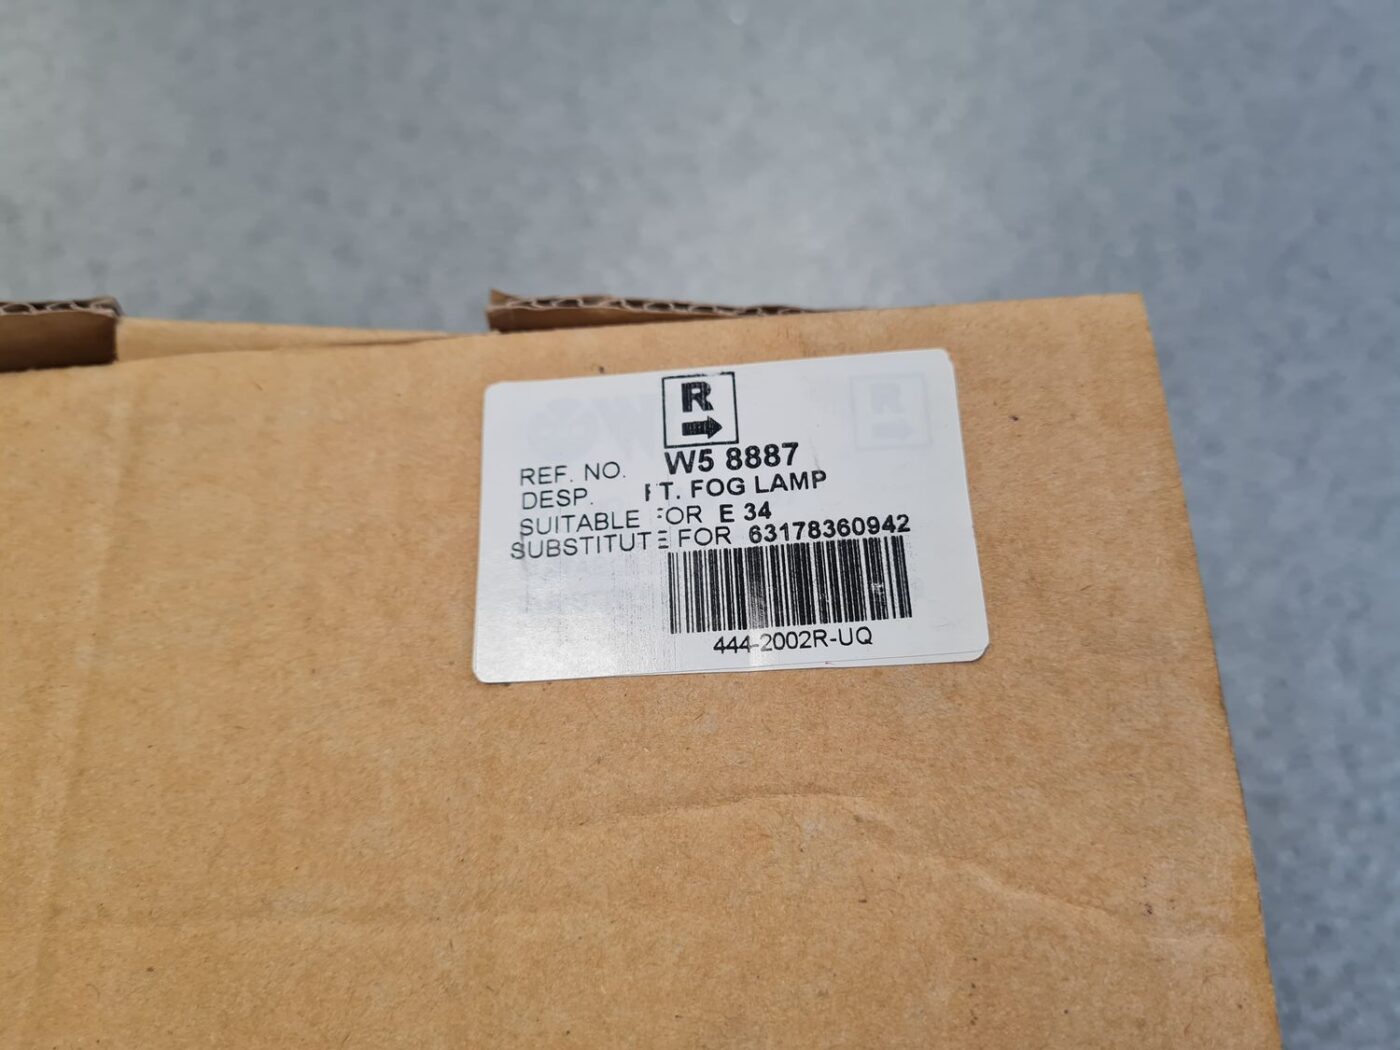 R
REF. NO. W5 8887
DESP. FT. FOG LAMP
SUITABLE FOR E 34
SUBSTITUTE FOR 63178360942
444-2002R-UQ